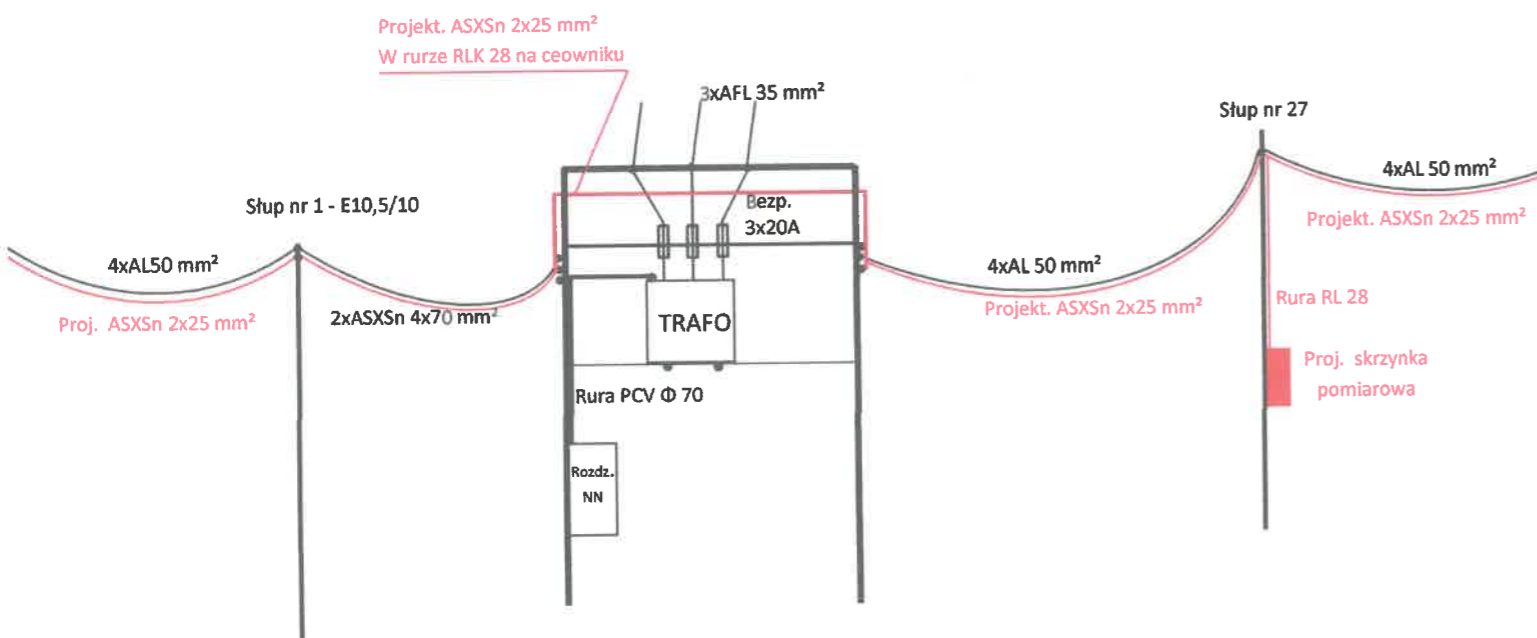 Projekt. ASXSn 2x25 mm²
W rurze RLK 28 na ceowniku
3xAFL 35 mm²
Słup nr 27
4xAL 50 mm²
Projekt. ASXSn 2x25 mm²
Słup nr 1 - E10,5/10
Bezp.
3x20A
4xAL50 mm²
Proj. ASXSn 2x25 mm²
2xASXSn 4x70 mm²
TRAFO
4xAL 50 mm²
Projekt. ASXSn 2x25 mm²
Rura RL 28
Proj. skrzynka
pomiarowa
Rura PCV Φ 70
Rozdz.
NN